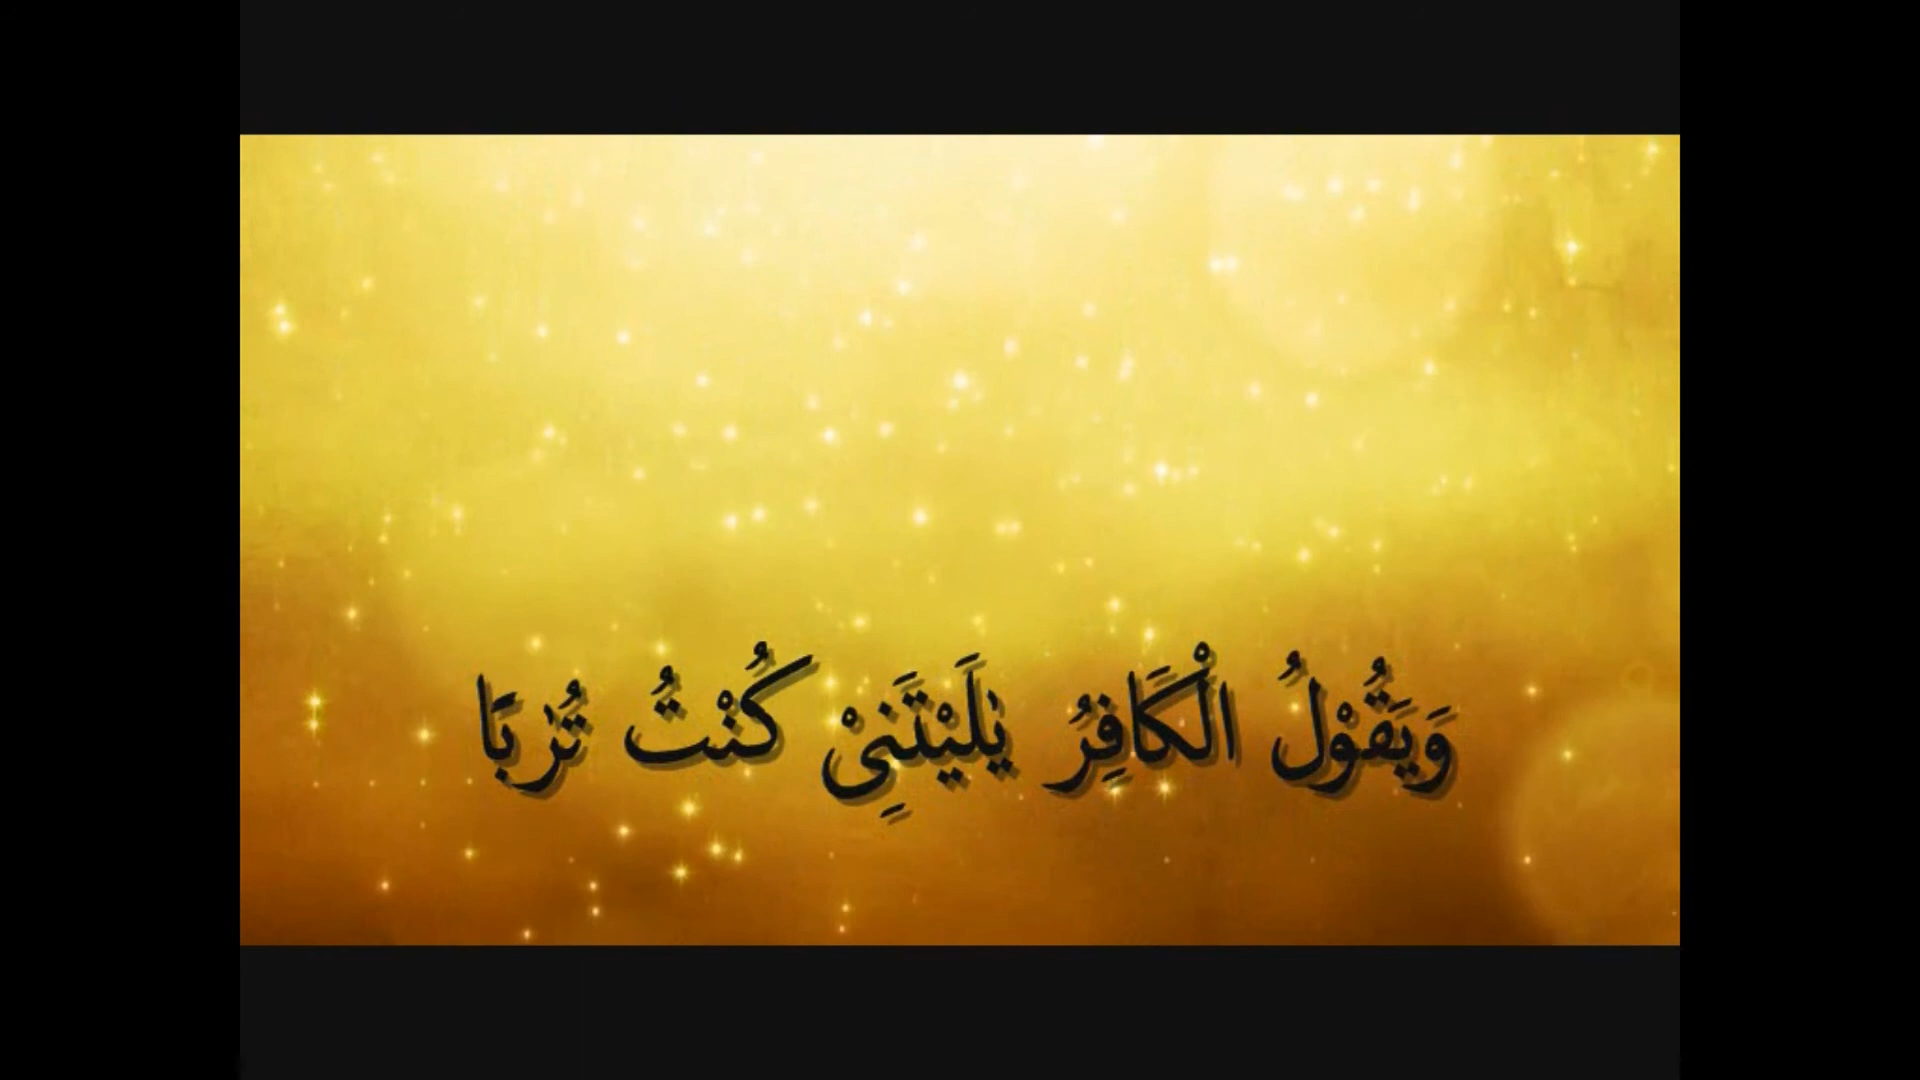 وَيَقُوْلُ الْكَافِرُ يٰلَيْتَنِىْ كُنْتُ تُرٰبًا